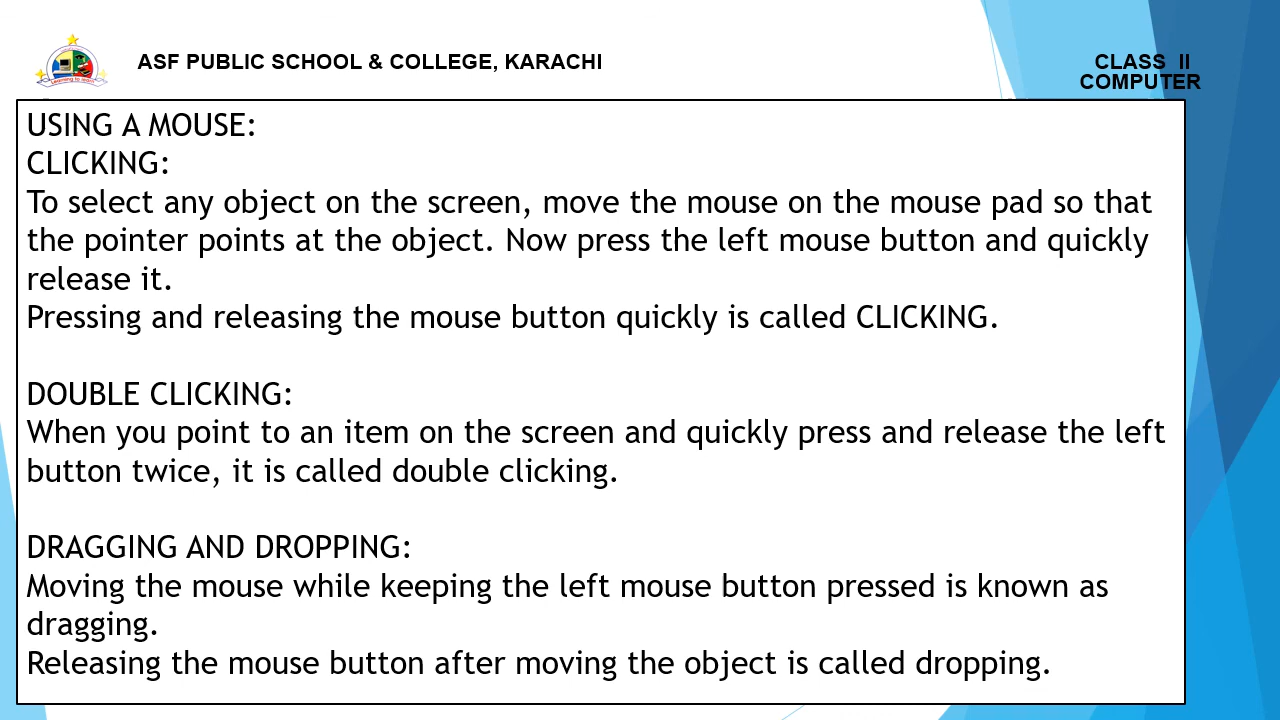 ASF PUBLIC SCHOOL & COLLEGE, KARACHI
CLASS II
COMPUTER
USING A MOUSE:
CLICKING:
To select any object on the screen, move the mouse on the mouse pad so that
the pointer points at the object. Now press the left mouse button and quickly
release it.
Pressing and releasing the mouse button quickly is called CLICKING.
DOUBLE CLICKING:
When you point to an item on the screen and quickly press and release the left
button twice, it is called double clicking.
DRAGGING AND DROPPING:
Moving the mouse while keeping the left mouse button pressed is known as
dragging.
Releasing the mouse button after moving the object is called dropping.